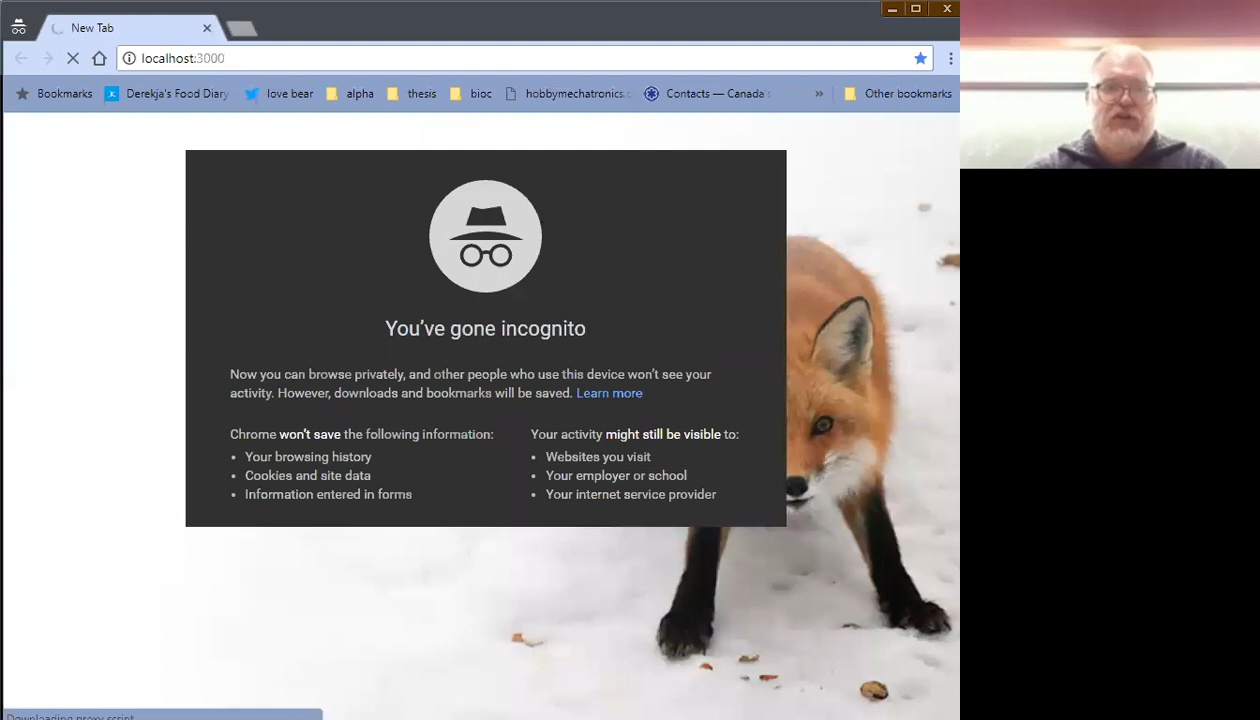 New Tab
localhost:3000
Bookmarks Derekja's Food Diary love bear alpha thesis bioc hobbymechatronics.c Contacts — Canada's » Other bookmarks
You've gone incognito
Now you can browse privately, and other people who use this device won't see your
activity. However, downloads and bookmarks will be saved. Learn more
Chrome won't save the following information:
• Your browsing history
• Cookies and site data
• Information entered in forms
Your activity might still be visible to:
• Websites you visit
• Your employer or school
• Your internet service provider
Downloading proxy script